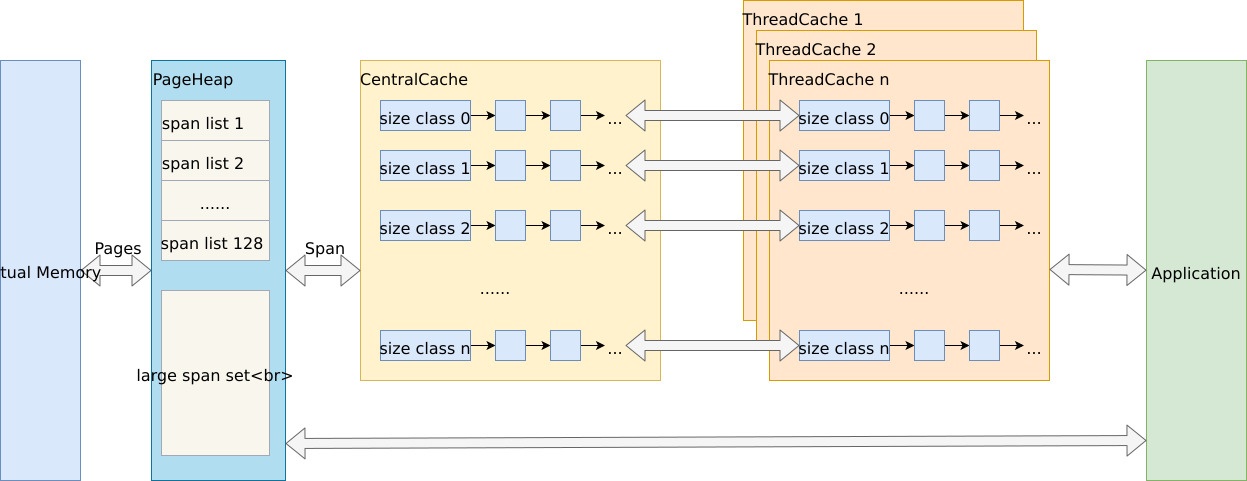 ThreadCache 1
ThreadCache 2
ThreadCache n
PageHeap
span list 1
span list 2
......
span list 128
large span set<br>
CentralCache
size class 0
...
size class 1
...
size class 2
...
......
size class n
...
size class 0
...
size class 1
...
size class 2
...
......
size class n
...
tual Memory
Pages
Span
Application